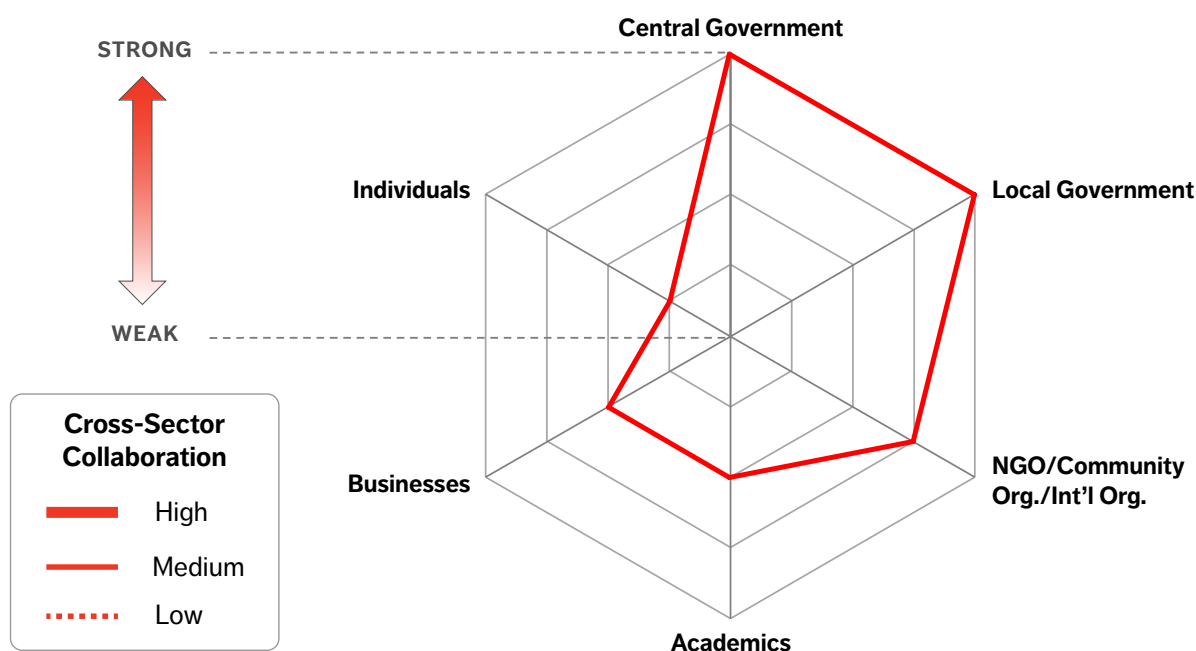 Central Government
STRONG
Individuals
Local Government
WEAK
Cross-Sector
Collaboration
High
Medium
Low
Businesses
NGO/Community
Org./Int’l Org.
Academics